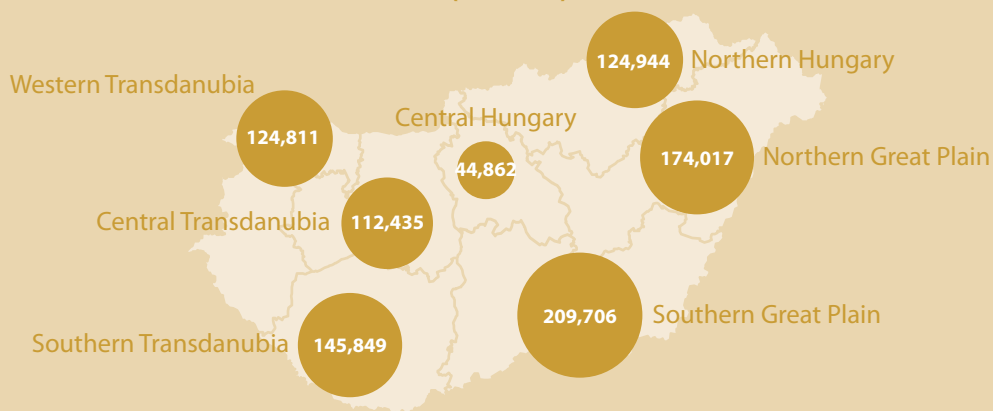 124,944 Northern Hungary
Western Transdanubia
124,811
Central Hungary
44,862
174,017 Northern Great Plain
Central Transdanubia 112,435
209,706 Southern Great Plain
Southern Transdanubia 145,849